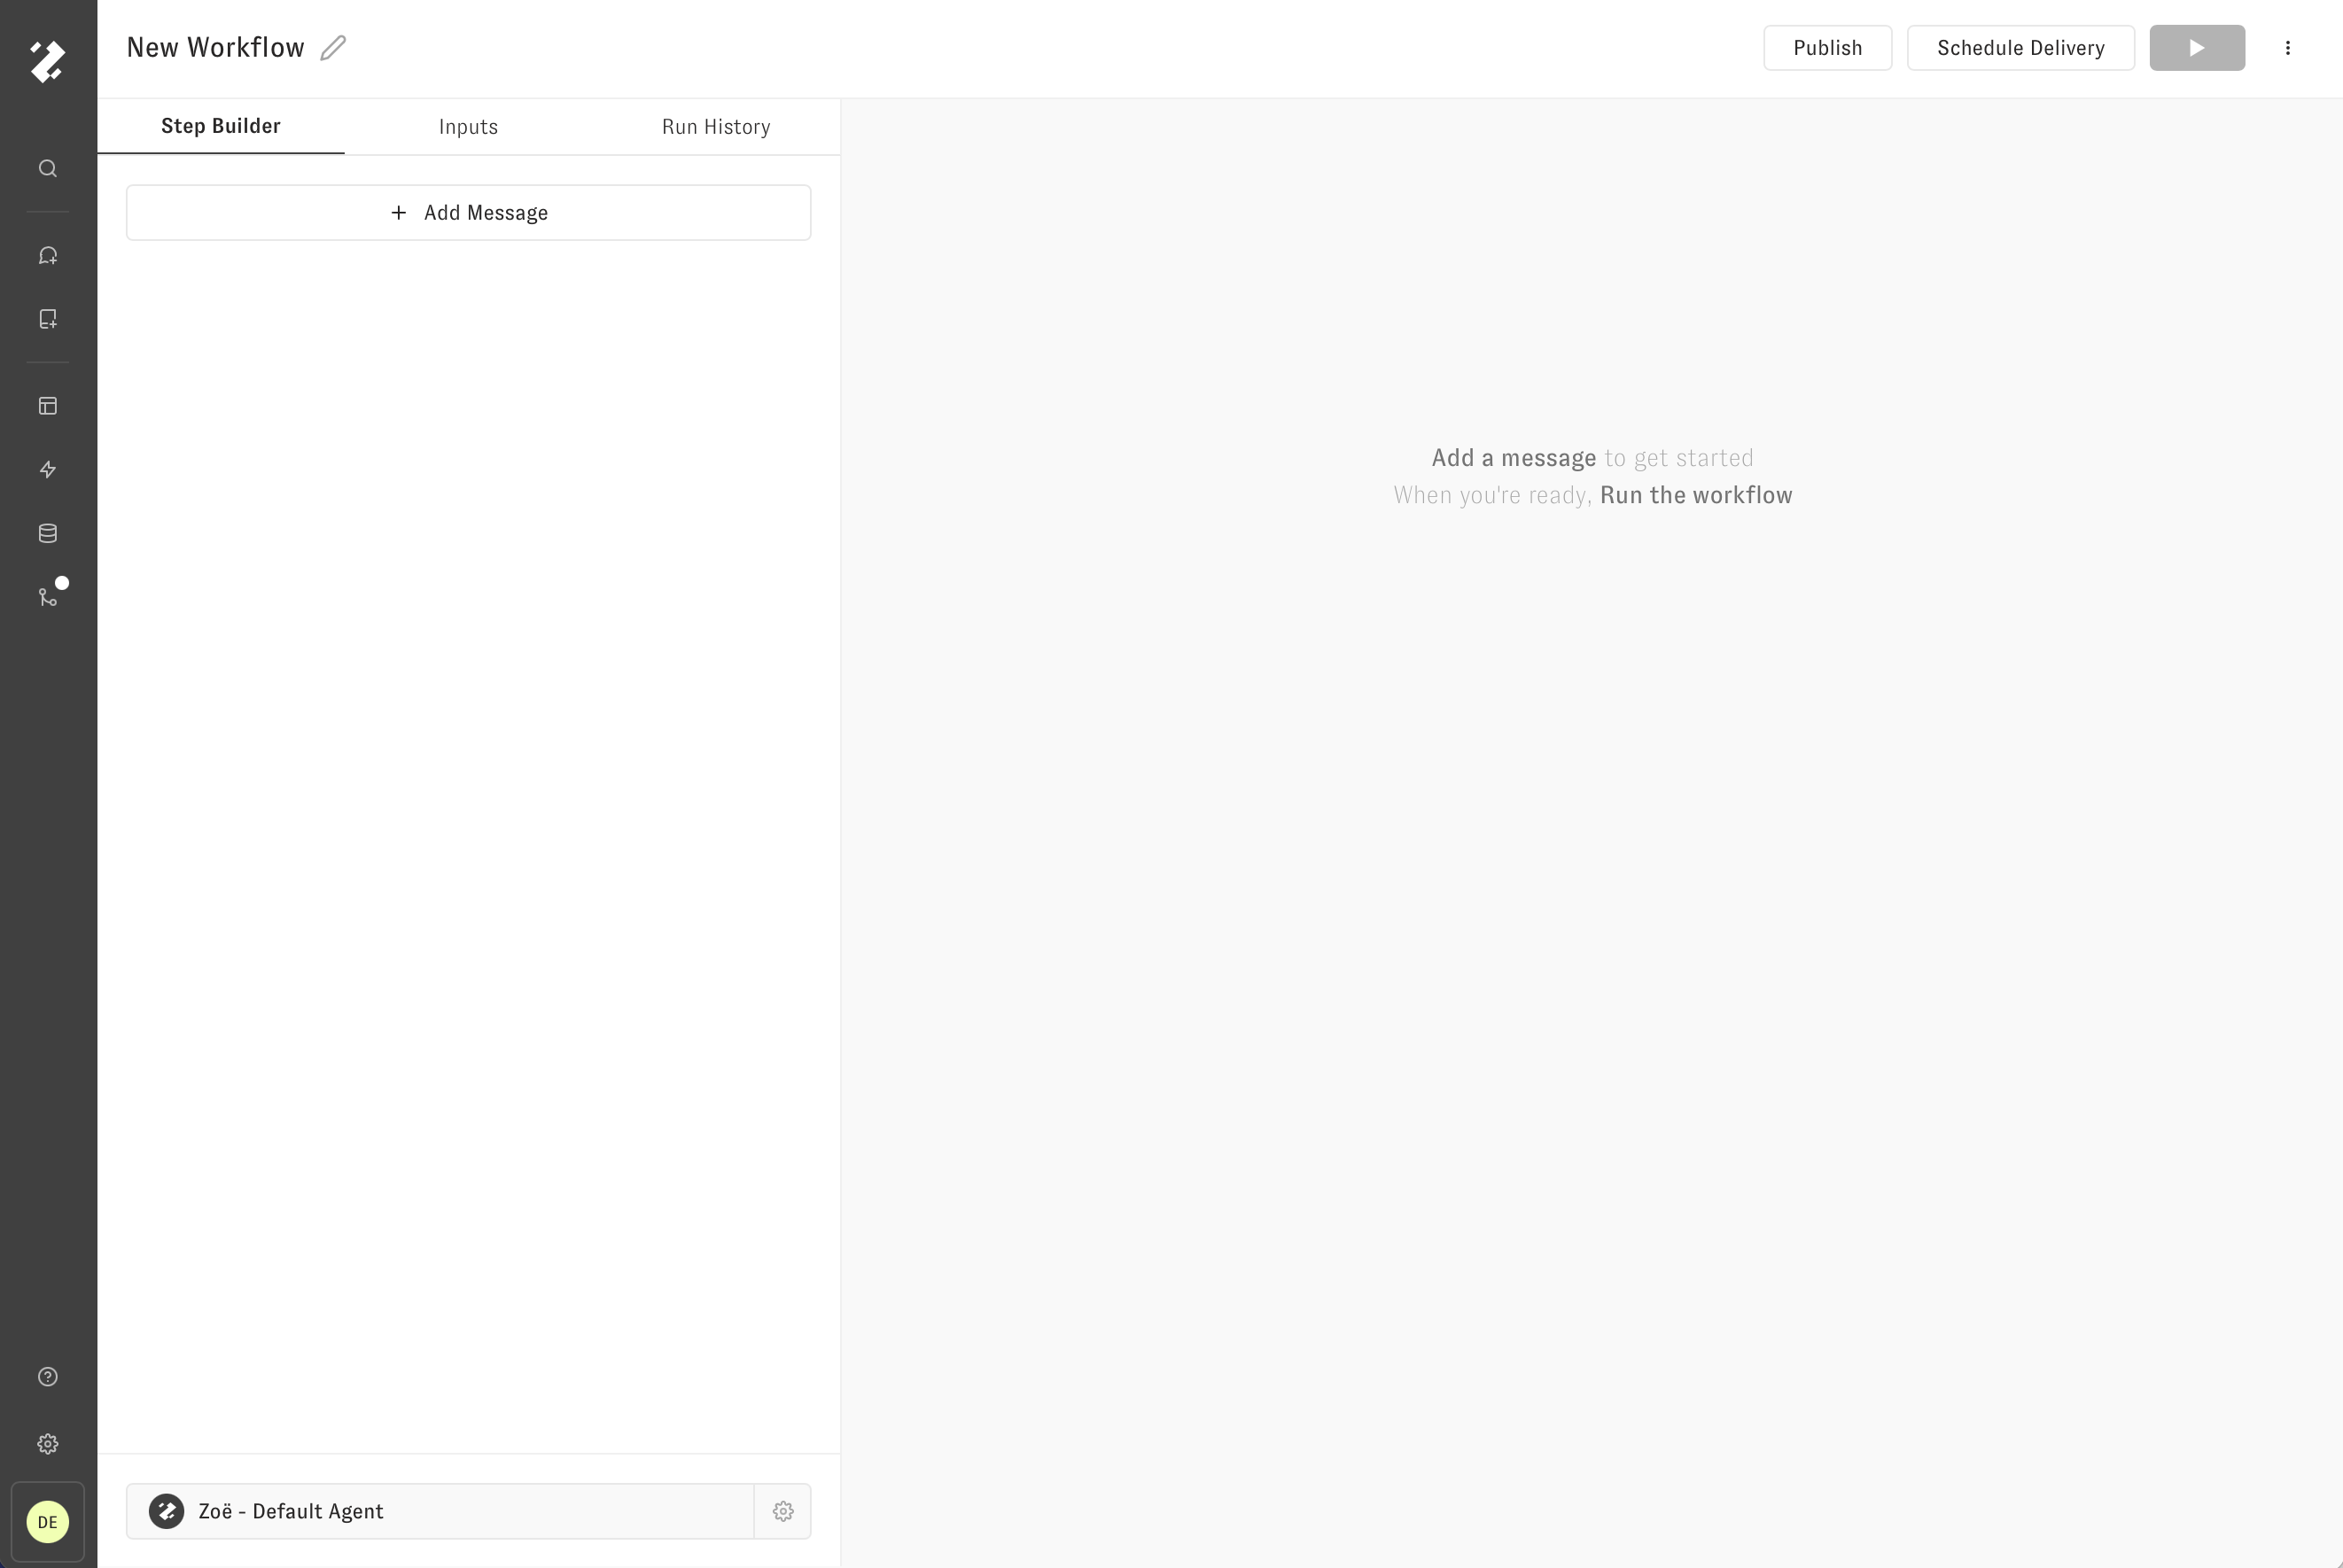 New Workflow
Publish
Schedule Delivery
Step Builder
Inputs
Run History
+ Add Message
Add a message to get started
When you're ready, Run the workflow
Zoë - Default Agent
DE